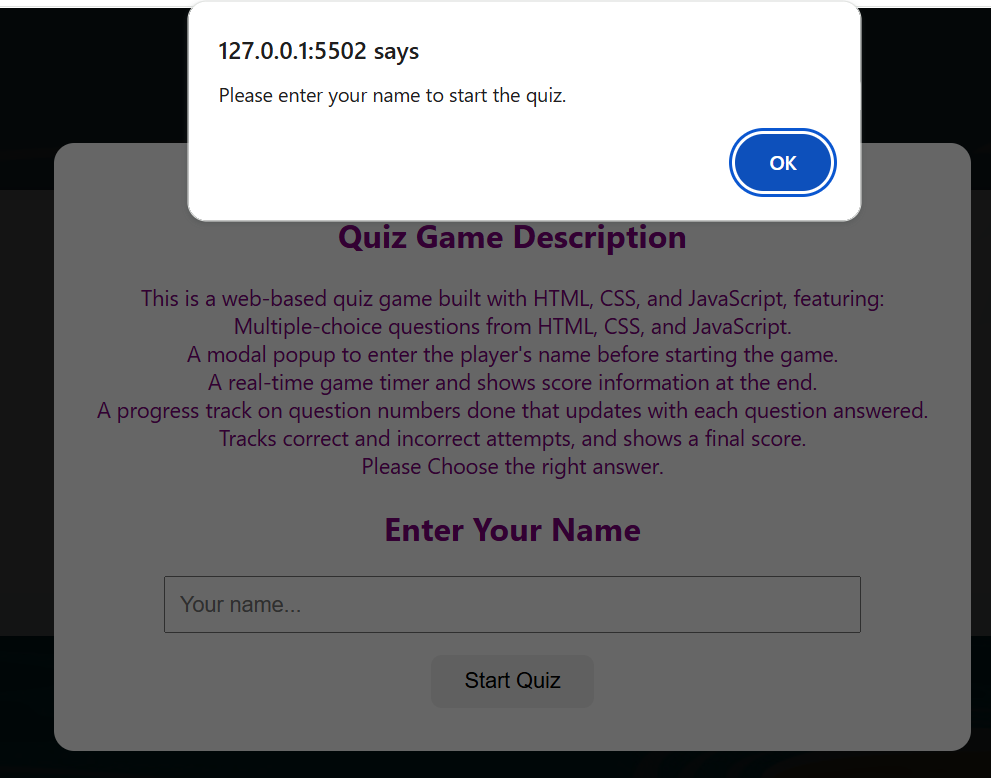 127.0.0.1:5502 says
Please enter your name to start the quiz.
OK
Quiz Game Description
This is a web-based quiz game built with HTML, CSS, and JavaScript, featuring:
Multiple-choice questions from HTML, CSS, and JavaScript.
A modal popup to enter the player's name before starting the game.
A real-time game timer and shows score information at the end.
A progress track on question numbers done that updates with each question answered.
Tracks correct and incorrect attempts, and shows a final score.
Please Choose the right answer.
Enter Your Name
Your name...
Start Quiz